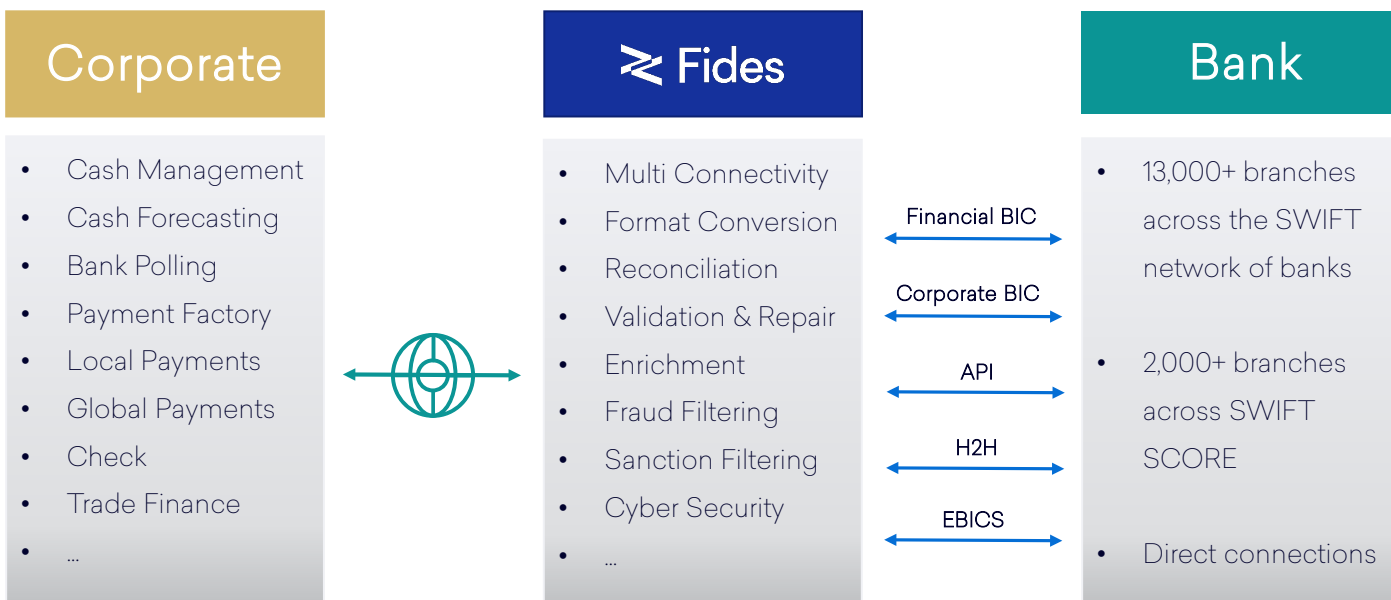 Corporate
• Cash Management
• Cash Forecasting
• Bank Polling
• Payment Factory
• Local Payments
• Global Payments
• Check
• Trade Finance
• ...
Fides
• Multi Connectivity
• Format Conversion
• Reconciliation
• Validation & Repair
• Enrichment
• Fraud Filtering
• Sanction Filtering
• Cyber Security
• ...
Financial BIC
Corporate BIC
API
H2H
EBICS
Bank
• 13,000+ branches
across the SWIFT
network of banks
• 2,000+ branches
across SWIFT
SCORE
• Direct connections